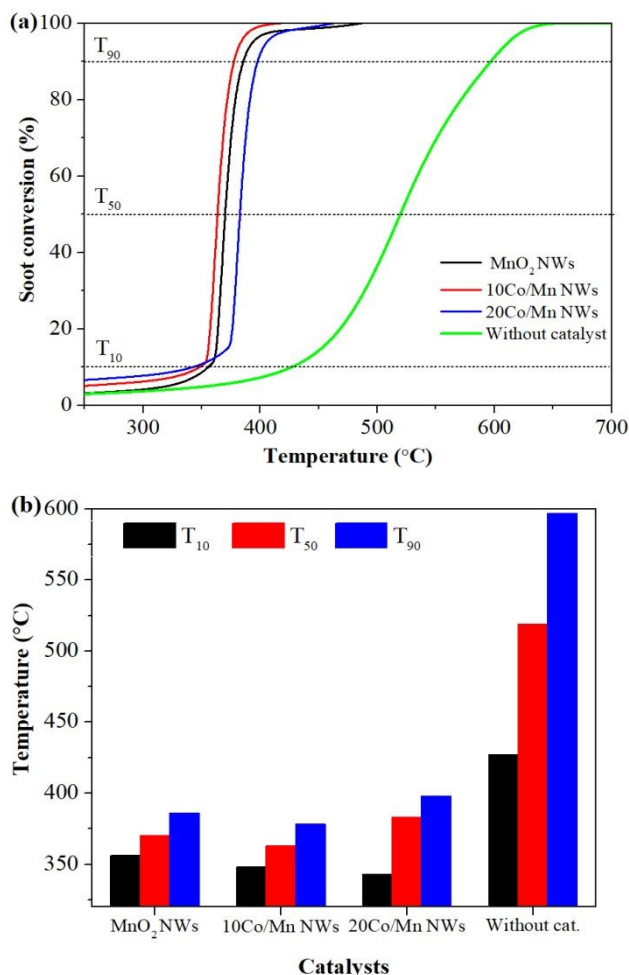 (a)
100
80
60
40
20
0
Soot conversion (%)
T₉₀
T₅₀
T₁₀
MnO₂ NWs
10Co/Mn NWs
20Co/Mn NWs
Without catalyst
300 400 500 600 700
Temperature (°C)
(b)
600
550
500
450
400
350
Temperature (°C)
T₁₀ T₅₀ T₉₀
MnO₂ NWs 10Co/Mn NWs 20Co/Mn NWs Without cat.
Catalysts